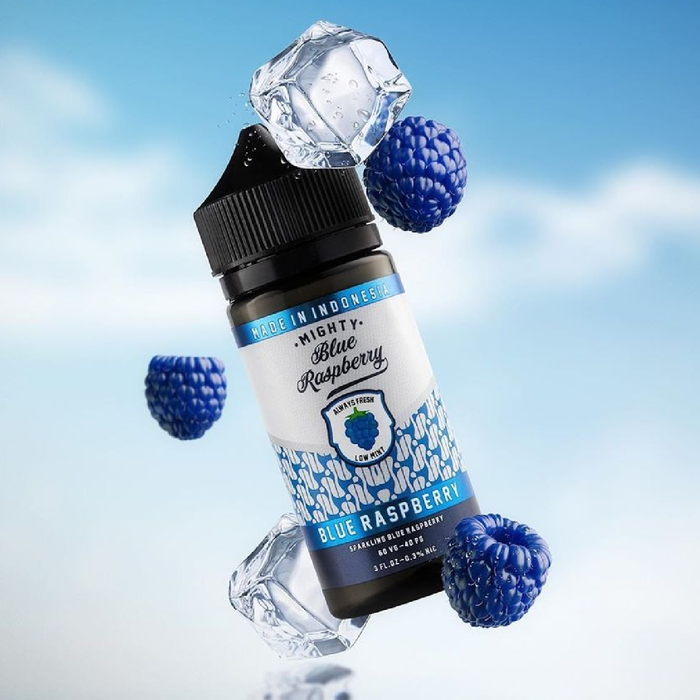 MADE IN INDONESIA
·MIGHTY·
Blue
Raspberry
ALWAYS FRESH
LOW MINT
BLUE RASPBERRY
SPARKLING BLUE RASPBERRY
60 VG-40 PG
3 FL.OZ-0.3% NIC